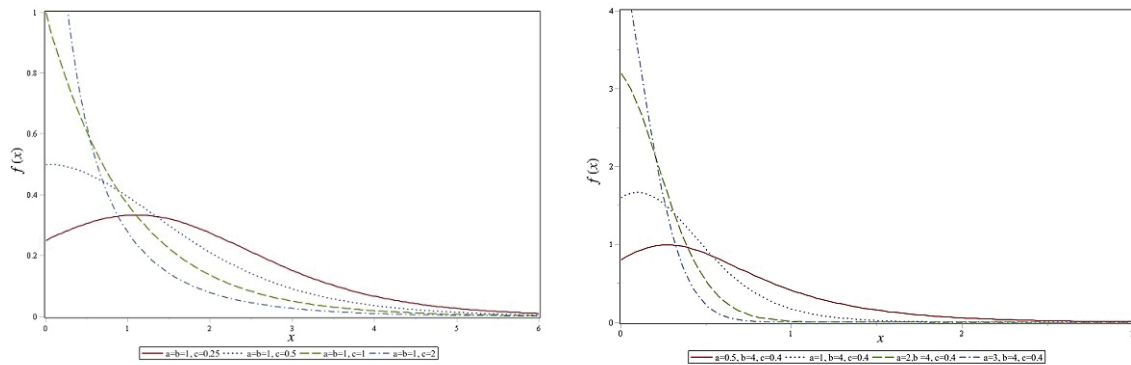 1
0.8
0.6
f(x)
0.4
0.2
0
0 1 2 3 4 5 6
x
a=b=1, c=0.25 a=b=1, c=0.5 a=b=1, c=1 a=b=1, c=2
4
3
f(x)
2
1
0
0 1 2
x
a=0.5, b=4, c=0.4 a=1, b=4, c=0.4 a=2,b=4, c=0.4 a=3, b=4, c=0.4